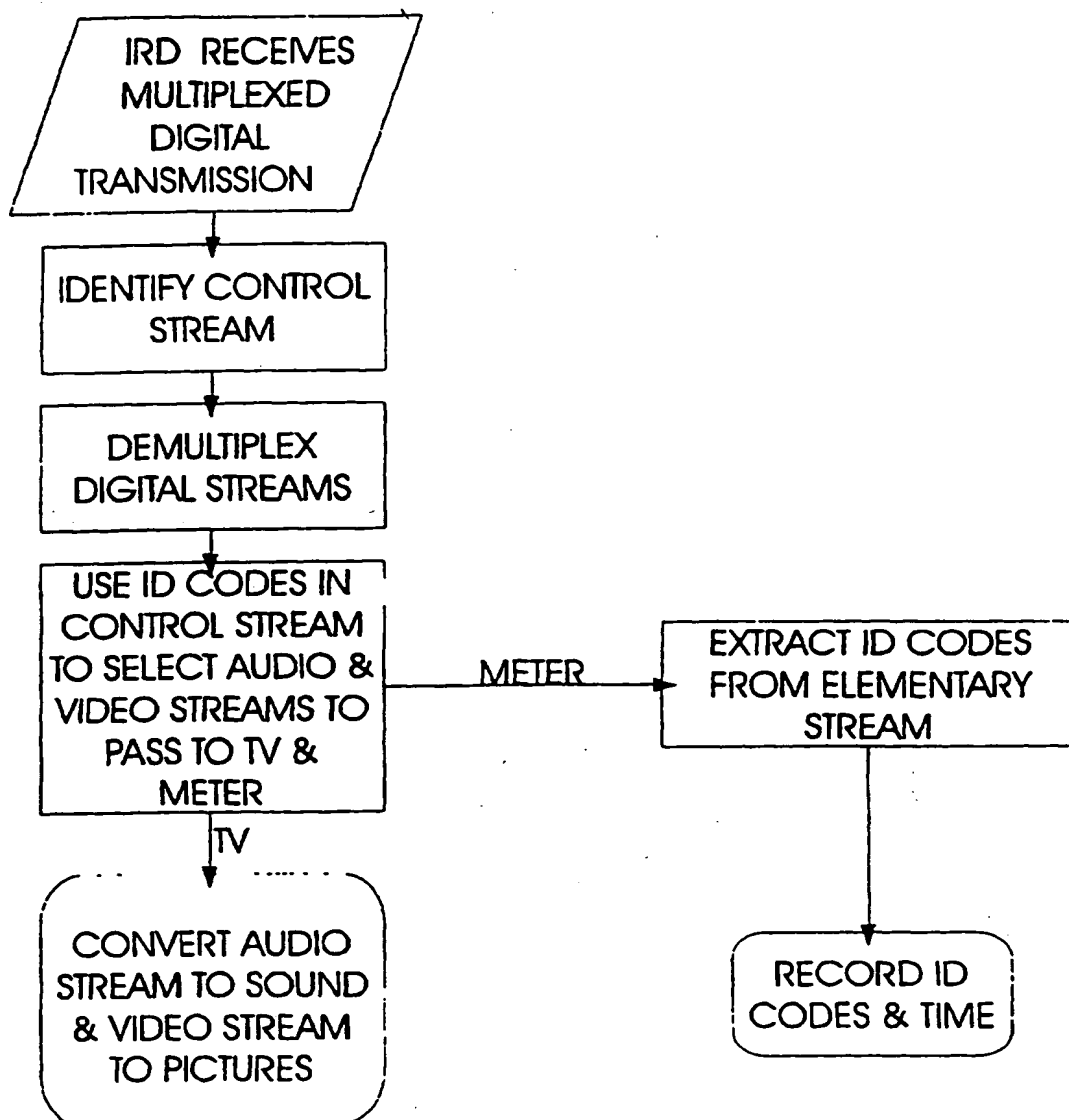 IRD RECEIVES
MULTIPLEXED
DIGITAL
TRANSMISSION
IDENTIFY CONTROL
STREAM
DEMULTIPLEX
DIGITAL STREAMS
USE ID CODES IN
CONTROL STREAM
TO SELECT AUDIO &
VIDEO STREAMS TO
PASS TO TV &
METER
METER
EXTRACT ID CODES
FROM ELEMENTARY
STREAM
TV
CONVERT AUDIO
STREAM TO SOUND
& VIDEO STREAM
TO PICTURES
RECORD ID
CODES & TIME